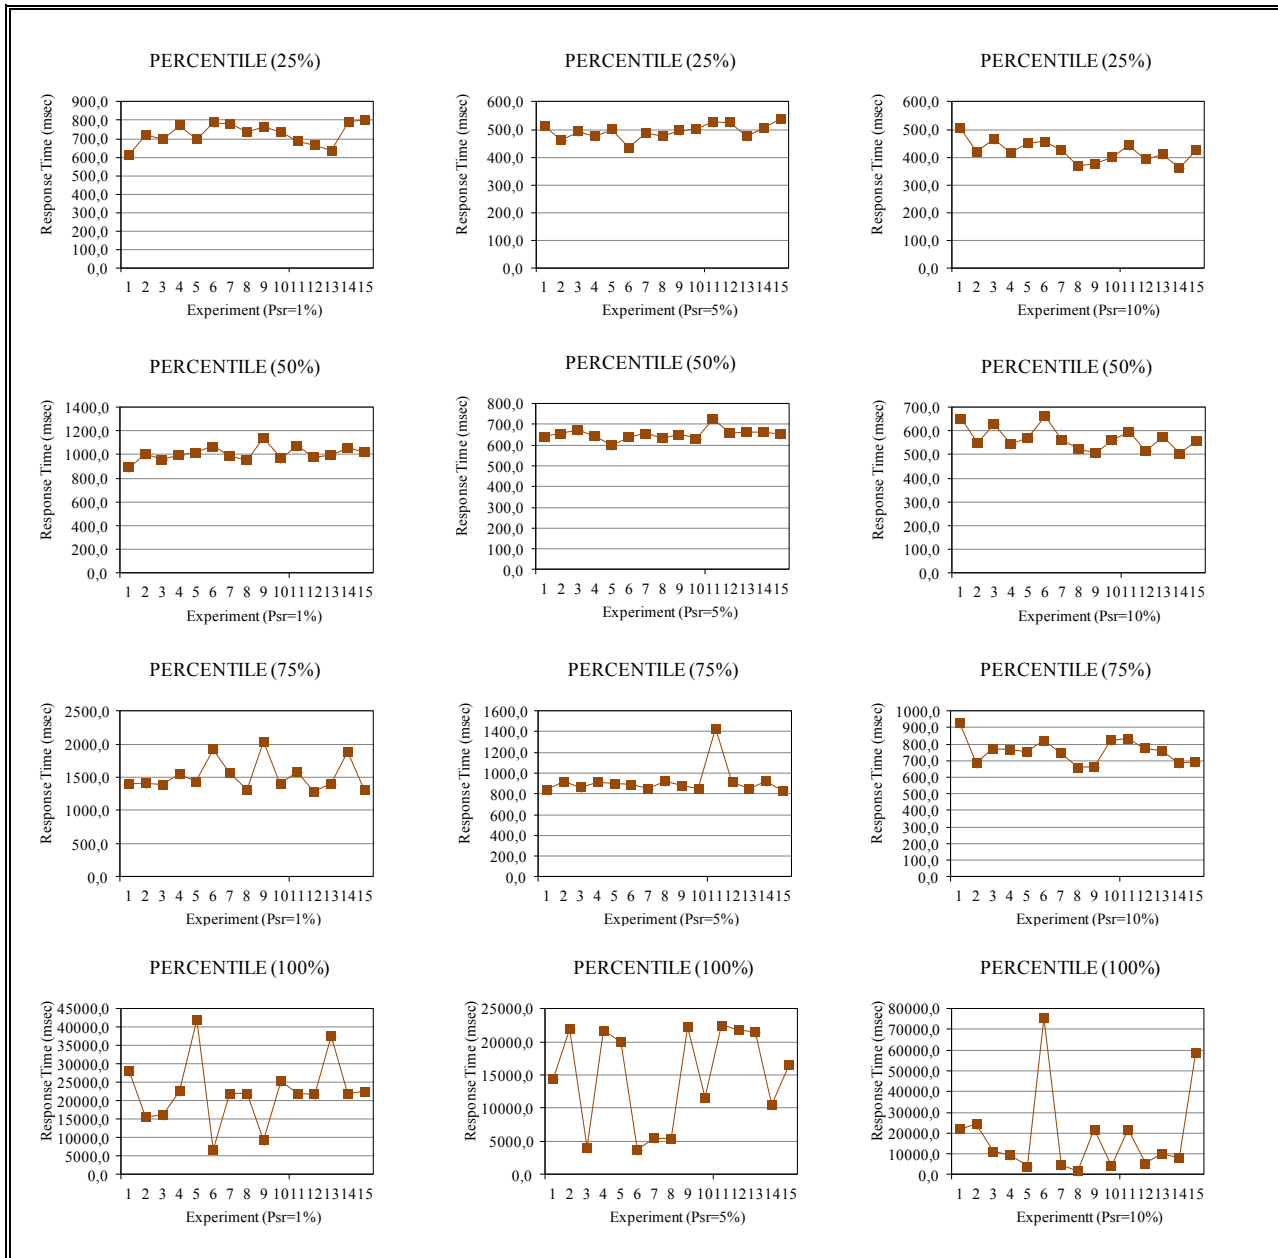 PERCENTILE (25%)
Response Time (msec)
900,0
800,0
700,0
600,0
500,0
400,0
300,0
200,0
100,0
0,0
1 2 3 4 5 6 7 8 9 10 11 12 13 14 15
Experiment (Psr=1%)
PERCENTILE (25%)
Response Time (msec)
600,0
500,0
400,0
300,0
200,0
100,0
0,0
1 2 3 4 5 6 7 8 9 10 11 12 13 14 15
Experiment (Psr=5%)
PERCENTILE (25%)
Response Time (msec)
600,0
500,0
400,0
300,0
200,0
100,0
0,0
1 2 3 4 5 6 7 8 9 10 11 12 13 14 15
Experiment (Psr=10%)
PERCENTILE (50%)
Response Time (msec)
1400,0
1200,0
1000,0
800,0
600,0
400,0
200,0
0,0
1 2 3 4 5 6 7 8 9 10 11 12 13 14 15
Experiment (Psr=1%)
PERCENTILE (50%)
Response Time (msec)
800,0
700,0
600,0
500,0
400,0
300,0
200,0
100,0
0,0
1 2 3 4 5 6 7 8 9 10 11 12 13 14 15
Experiment (Psr=5%)
PERCENTILE (50%)
Response Time (msec)
700,0
600,0
500,0
400,0
300,0
200,0
100,0
0,0
1 2 3 4 5 6 7 8 9 10 11 12 13 14 15
Experiment (Psr=10%)
PERCENTILE (75%)
Response Time (msec)
2500,0
2000,0
1500,0
1000,0
500,0
0,0
1 2 3 4 5 6 7 8 9 10 11 12 13 14 15
Experiment (Psr=1%)
PERCENTILE (75%)
Response Time (msec)
1600,0
1400,0
1200,0
1000,0
800,0
600,0
400,0
200,0
0,0
1 2 3 4 5 6 7 8 9 10 11 12 13 14 15
Experiment (Psr=5%)
PERCENTILE (75%)
Response Time (msec)
1000,0
900,0
800,0
700,0
600,0
500,0
400,0
300,0
200,0
100,0
0,0
1 2 3 4 5 6 7 8 9 10 11 12 13 14 15
Experiment (Psr=10%)
PERCENTILE (100%)
Response Time (msec)
45000,0
40000,0
35000,0
30000,0
25000,0
20000,0
15000,0
10000,0
5000,0
0,0
1 2 3 4 5 6 7 8 9 10 11 12 13 14 15
Experiment (Psr=1%)
PERCENTILE (100%)
Response Time (msec)
25000,0
20000,0
15000,0
10000,0
5000,0
0,0
1 2 3 4 5 6 7 8 9 10 11 12 13 14 15
Experiment (Psr=5%)
PERCENTILE (100%)
Response Time (msec)
80000,0
70000,0
60000,0
50000,0
40000,0
30000,0
20000,0
10000,0
0,0
1 2 3 4 5 6 7 8 9 10 11 12 13 14 15
Experimentt (Psr=10%)